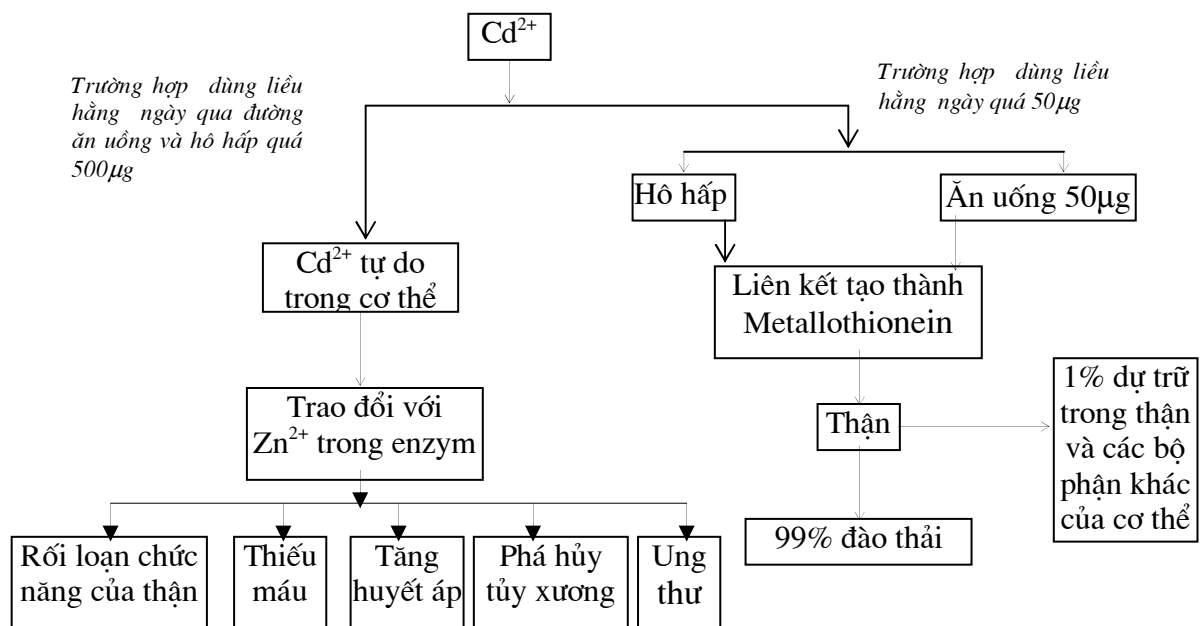 Cd²⁺
Trường hợp dùng liều
hằng ngày qua đường
ăn uồng và hô hấp quá
500µg
Trường hợp dùng liều
hằng ngày quá 50µg
Hô hấp
Ăn uống 50µg
Cd²⁺ tự do
trong cơ thể
Liên kết tạo thành
Metallothionein
Trao đổi với
Zn²⁺ trong enzym
Thận
1% dự trữ
trong thận
và các bộ
phận khác
của cơ thể
99% đào thải
Rối loạn chức
năng của thận
Thiếu
máu
Tăng
huyết áp
Phá hủy
tủy xương
Ung
thư